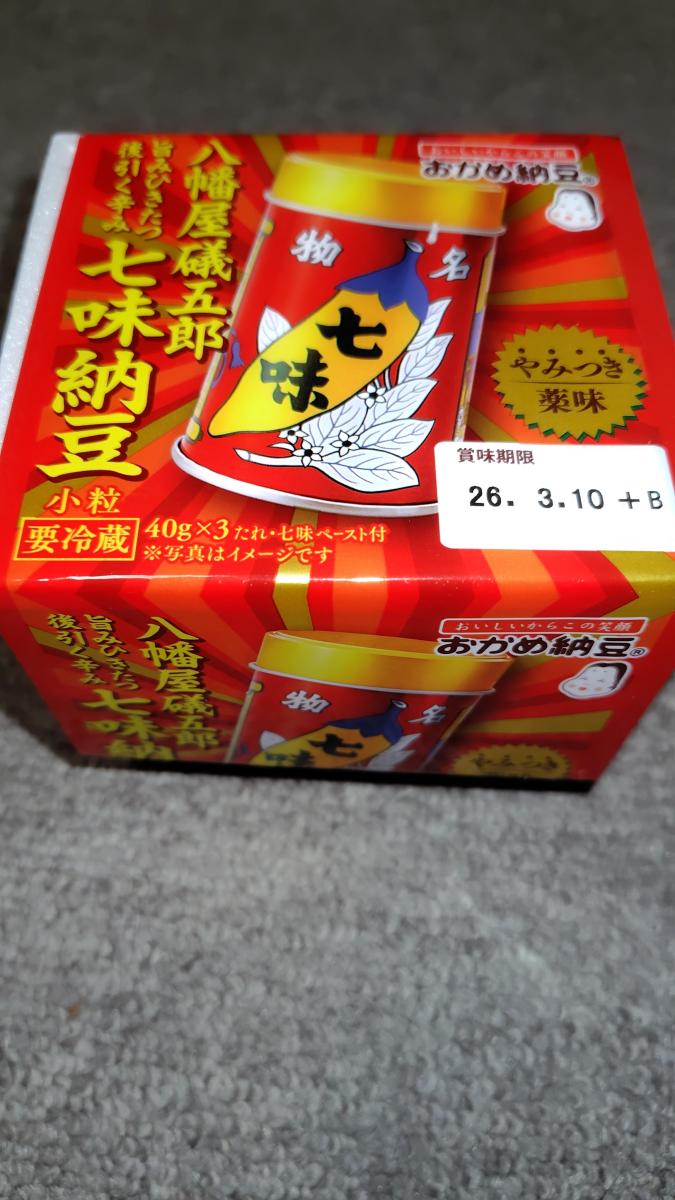 八幡屋礒五郎
旨みひきたつ
後引く辛み
七味納豆
小粒
要冷蔵
40g×3 たれ・七味ペースト付
※写真はイメージです
名物
七味
おいしいからこの笑顔
おかめ納豆®
やみつき
薬味
賞味期限
26. 3.10 +B
八幡屋礒五郎
旨みひきたつ
後引く辛み
七味納
名物
七味
おいしいからこの笑顔
おかめ納豆®
やみつき